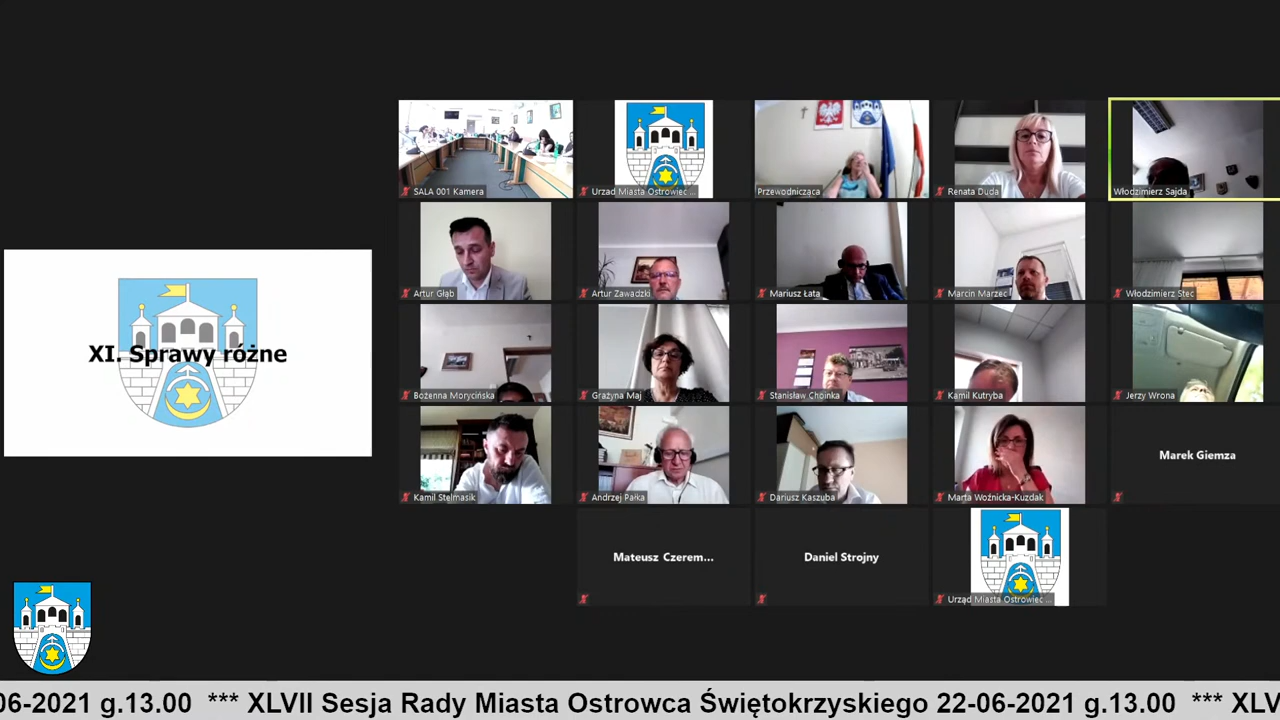 SALA 001 Kamera
Urzad Miasta Ostrowiec ...
Przewodnicząca
Renata Duda
Włodzimierz Sajda
Artur Głąb
Artur Zawadzki
Mariusz Łata
Marcin Marzec
Włodzimierz Stec
XI. Sprawy różne
Bożenna Morycińska
Grażyna Maj
Stanisław Choinka
Kamil Kutryba
Jerzy Wrona
Kamil Stelmasik
Andrzej Pałka
Dariusz Kaszuba
Marta Woźnicka-Kuzdak
Marek Giemza
Mateusz Czerem...
Daniel Strojny
Urząd Miasta Ostrowiec ...
06-2021 g.13.00 *** XLVII Sesja Rady Miasta Ostrowca Świętokrzyskiego 22-06-2021 g.13.00 *** XLV